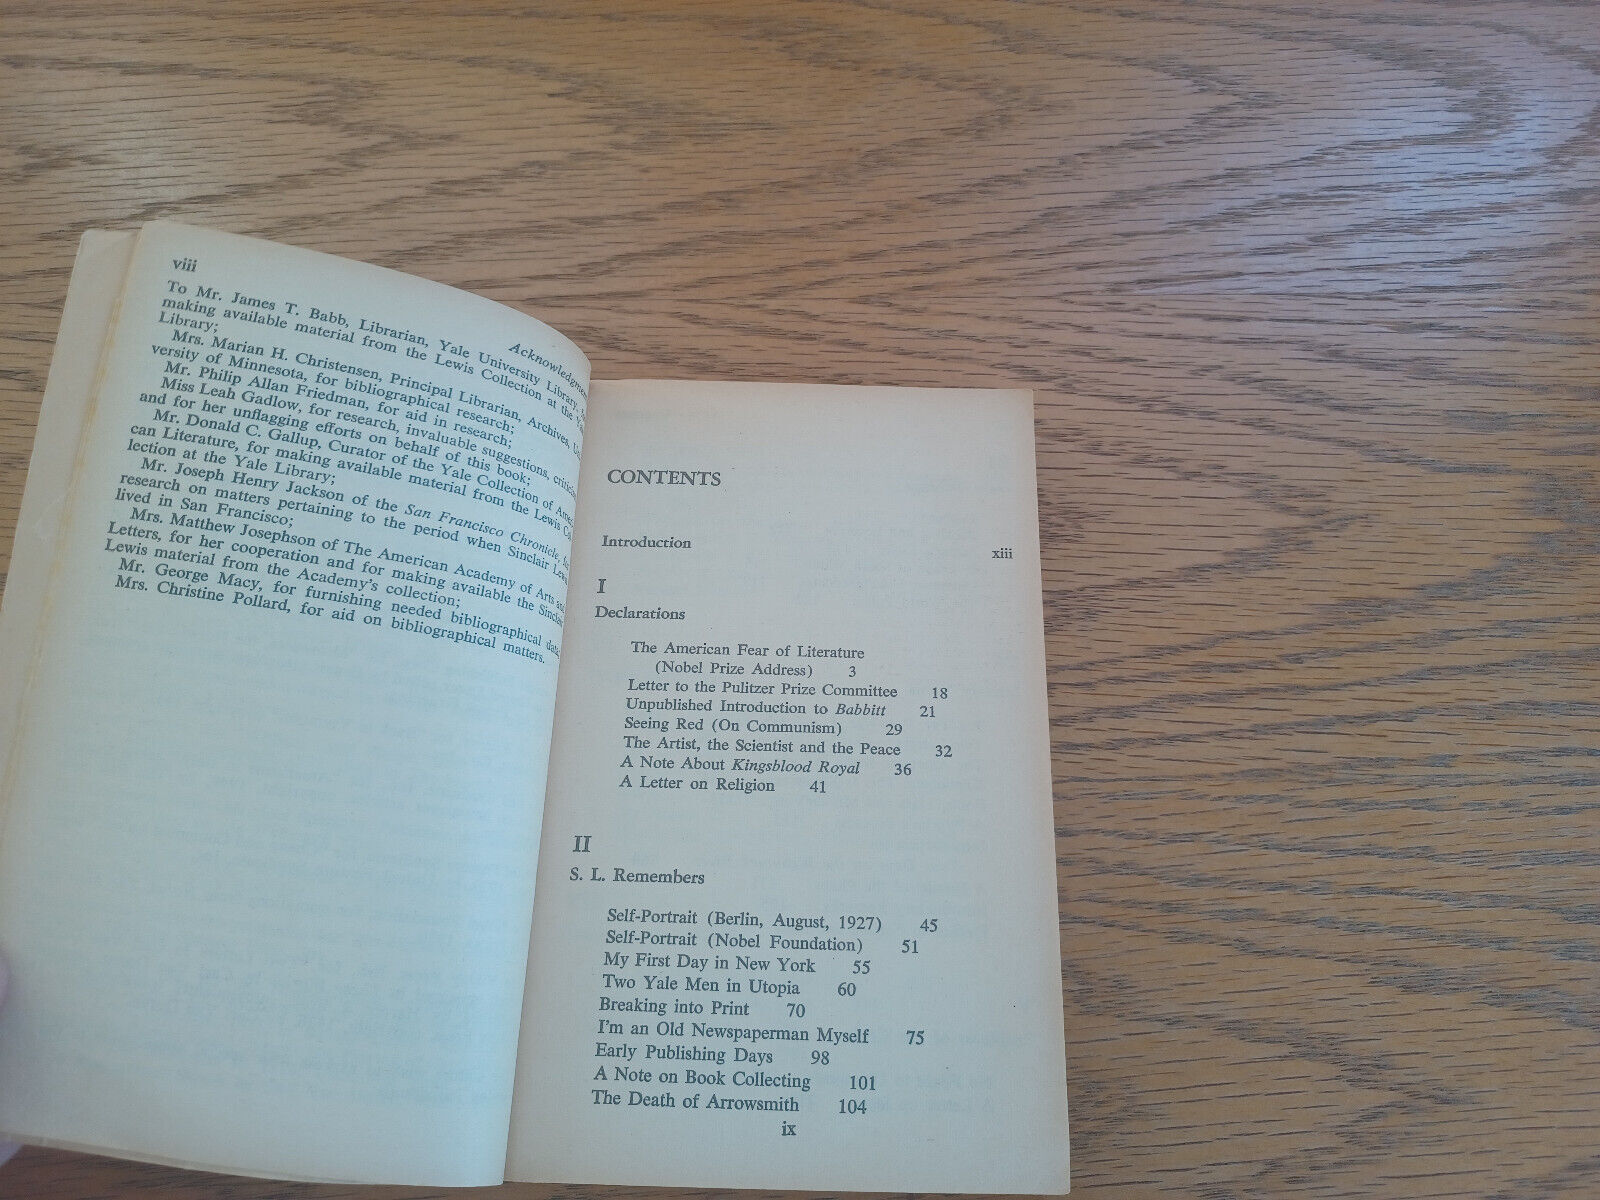 viii
Acknowledgmen
To Mr. James T. Babb, Librarian, Yale University Library,
making available material from the Lewis Collection at the
Library;
Mrs. Marian H. Christensen, Principal Librarian, Archives, Uni-
versity of Minnesota, for bibliographical research;
Mr. Philip Allan Friedman, for aid in research;
Miss Leah Gadlow, for research, invaluable suggestions, criticism
and for her unflagging efforts on behalf of this book;
Mr. Donald C. Gallup, Curator of the Yale Collection of Ameri-
can Literature, for making available material from the Lewis Co
lection at the Yale Library;
Mr. Joseph Henry Jackson of the San Francisco Chronicle, for
research on matters pertaining to the period when Sinclair Lewis
lived in San Francisco;
Mrs. Matthew Josephson of The American Academy of Arts and
Letters, for her cooperation and for making available the Sinclair
Lewis material from the Academy's collection;
Mr. George Macy, for furnishing needed bibliographical data;
Mrs. Christine Pollard, for aid on bibliographical matters.
CONTENTS
Introduction xiii
I
Declarations
The American Fear of Literature
(Nobel Prize Address) 3
Letter to the Pulitzer Prize Committee 18
Unpublished Introduction to Babbitt 21
Seeing Red (On Communism) 29
The Artist, the Scientist and the Peace 32
A Note About Kingsblood Royal 36
A Letter on Religion 41
II
S. L. Remembers
Self-Portrait (Berlin, August, 1927) 45
Self-Portrait (Nobel Foundation) 51
My First Day in New York 55
Two Yale Men in Utopia 60
Breaking into Print 70
I'm an Old Newspaperman Myself 75
Early Publishing Days 98
A Note on Book Collecting 101
The Death of Arrowsmith 104
ix